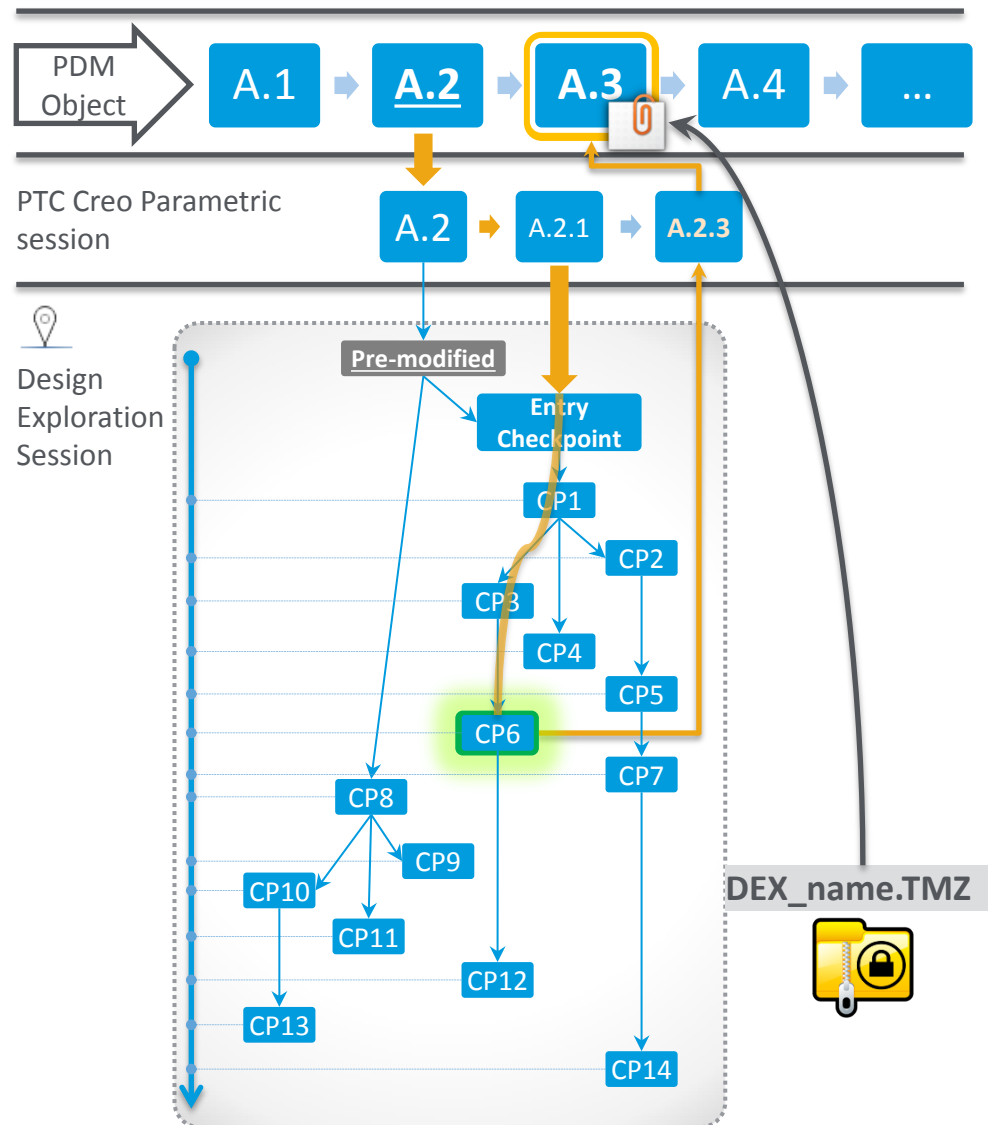 PDM
Object
A.1
A.2
A.3
A.4
...
PTC Creo Parametric
session
A.2
A.2.1
A.2.3
Design
Exploration
Session
Pre-modified
Entry
Checkpoint
CP1
CP2
CP3
CP4
CP5
CP6
CP7
CP8
CP9
CP10
CP11
CP12
CP13
CP14
DEX_name.TMZ